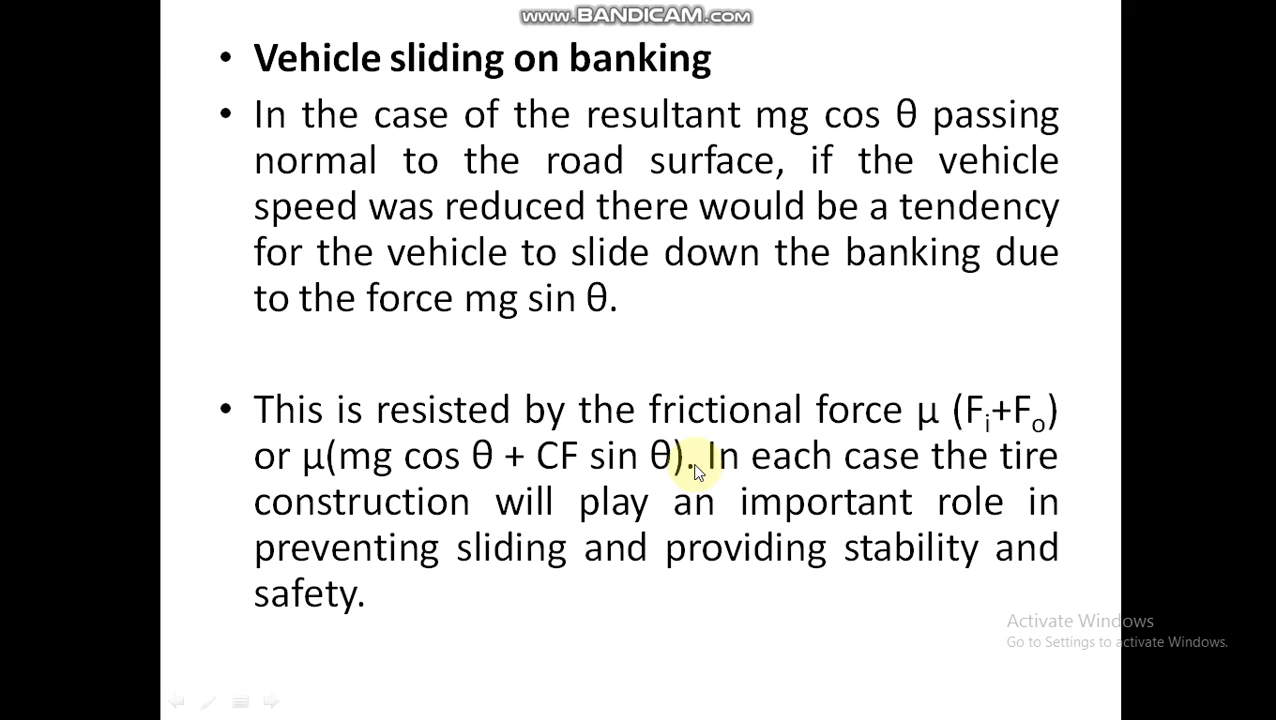 www.BANDICAM.com
• Vehicle sliding on banking
• In the case of the resultant mg cos θ passing
normal to the road surface, if the vehicle
speed was reduced there would be a tendency
for the vehicle to slide down the banking due
to the force mg sin θ.
• This is resisted by the frictional force μ (Fi+Fo)
or μ(mg cos θ + CF sin θ). In each case the tire
construction will play an important role in
preventing sliding and providing stability and
safety.
Activate Windows
Go to Settings to activate Windows.